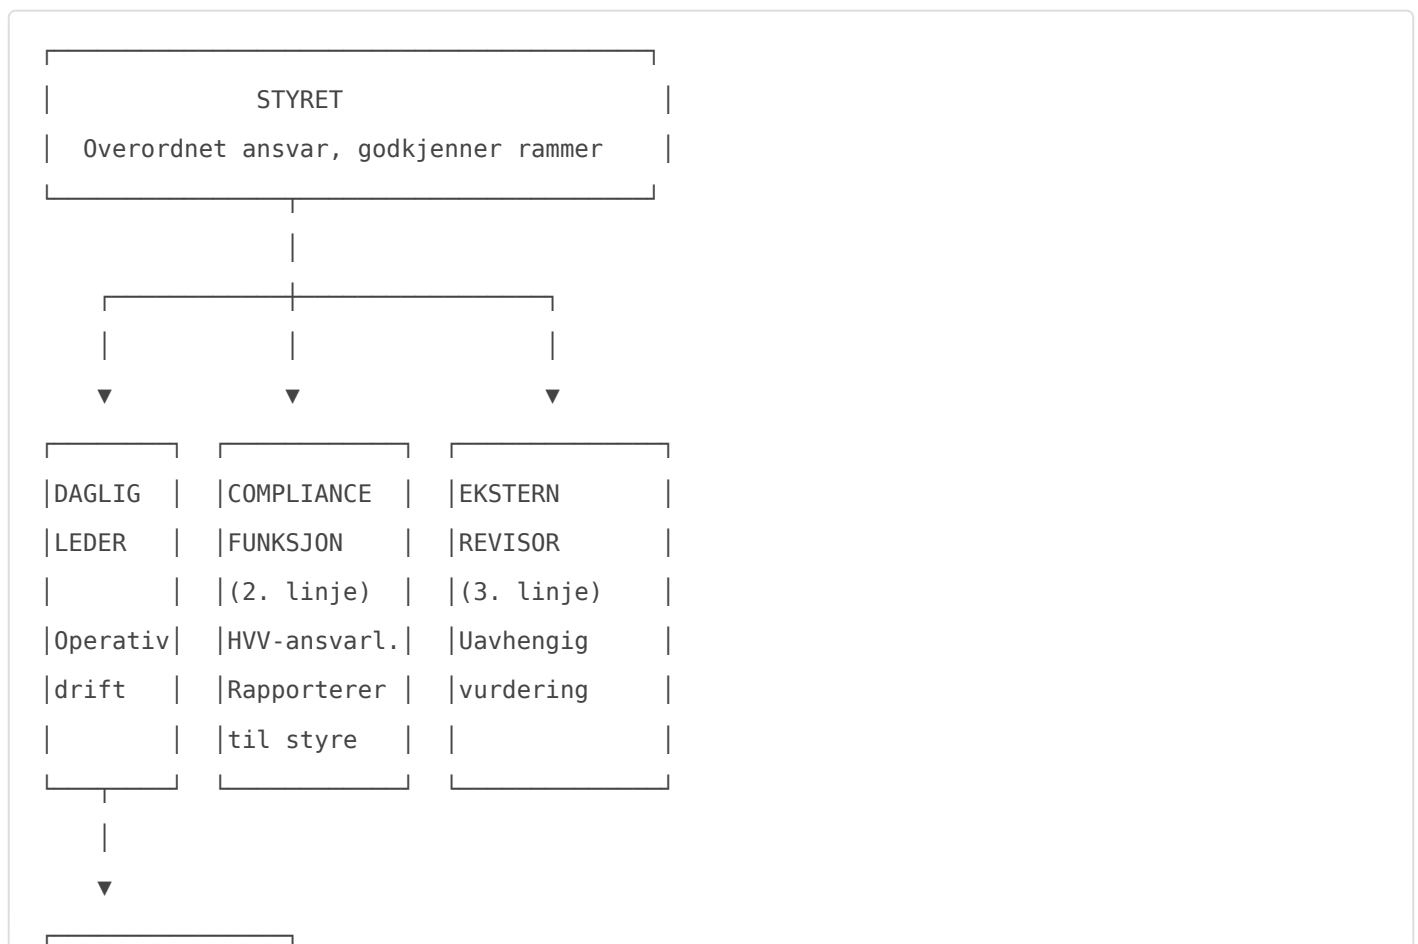 STYRET
Overordnet ansvar, godkjenner rammer
DAGLIG COMPLIANCE EKSTERN
LEDER FUNKSJON REVISOR
(2. linje) (3. linje)
Operativ HVV-ansvarl. Uavhengig
drift Rapporterer vurdering
til styre